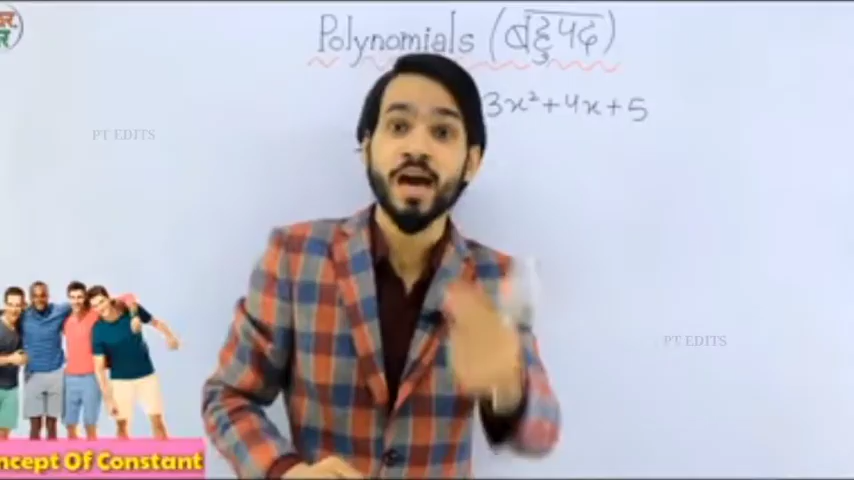 Polynomials (बहुपद)
3x² + 4x + 5
PT EDITS
PT EDITS
ncept Of Constant